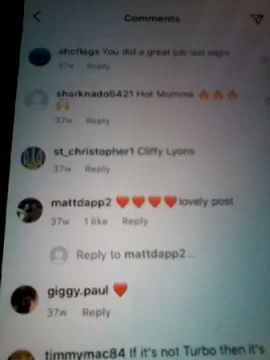 Comments
ahcflags You did a great job last night
37w Reply
sharknado5421 Hot Mumma 🔥🔥🔥
🙌
37w Reply
st_christopher1 Cliffy Lyons
37w Reply
mattdapp2 ❤️❤️❤️❤️lovely post
37w 1 like Reply
Reply to mattdapp2...
giggy.paul ❤️
37w Reply
timmymac84 If it's not Turbo then it's